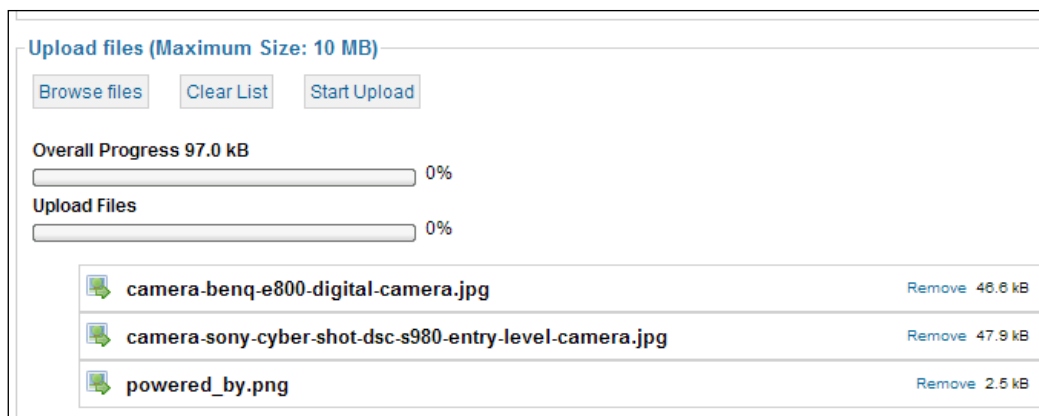 Upload files (Maximum Size: 10 MB)
Browse files Clear List Start Upload
Overall Progress 97.0 kB
0%
Upload Files
0%
camera-benq-e800-digital-camera.jpg Remove 46.6 kB
camera-sony-cyber-shot-dsc-s980-entry-level-camera.jpg Remove 47.9 kB
powered_by.png Remove 2.5 kB